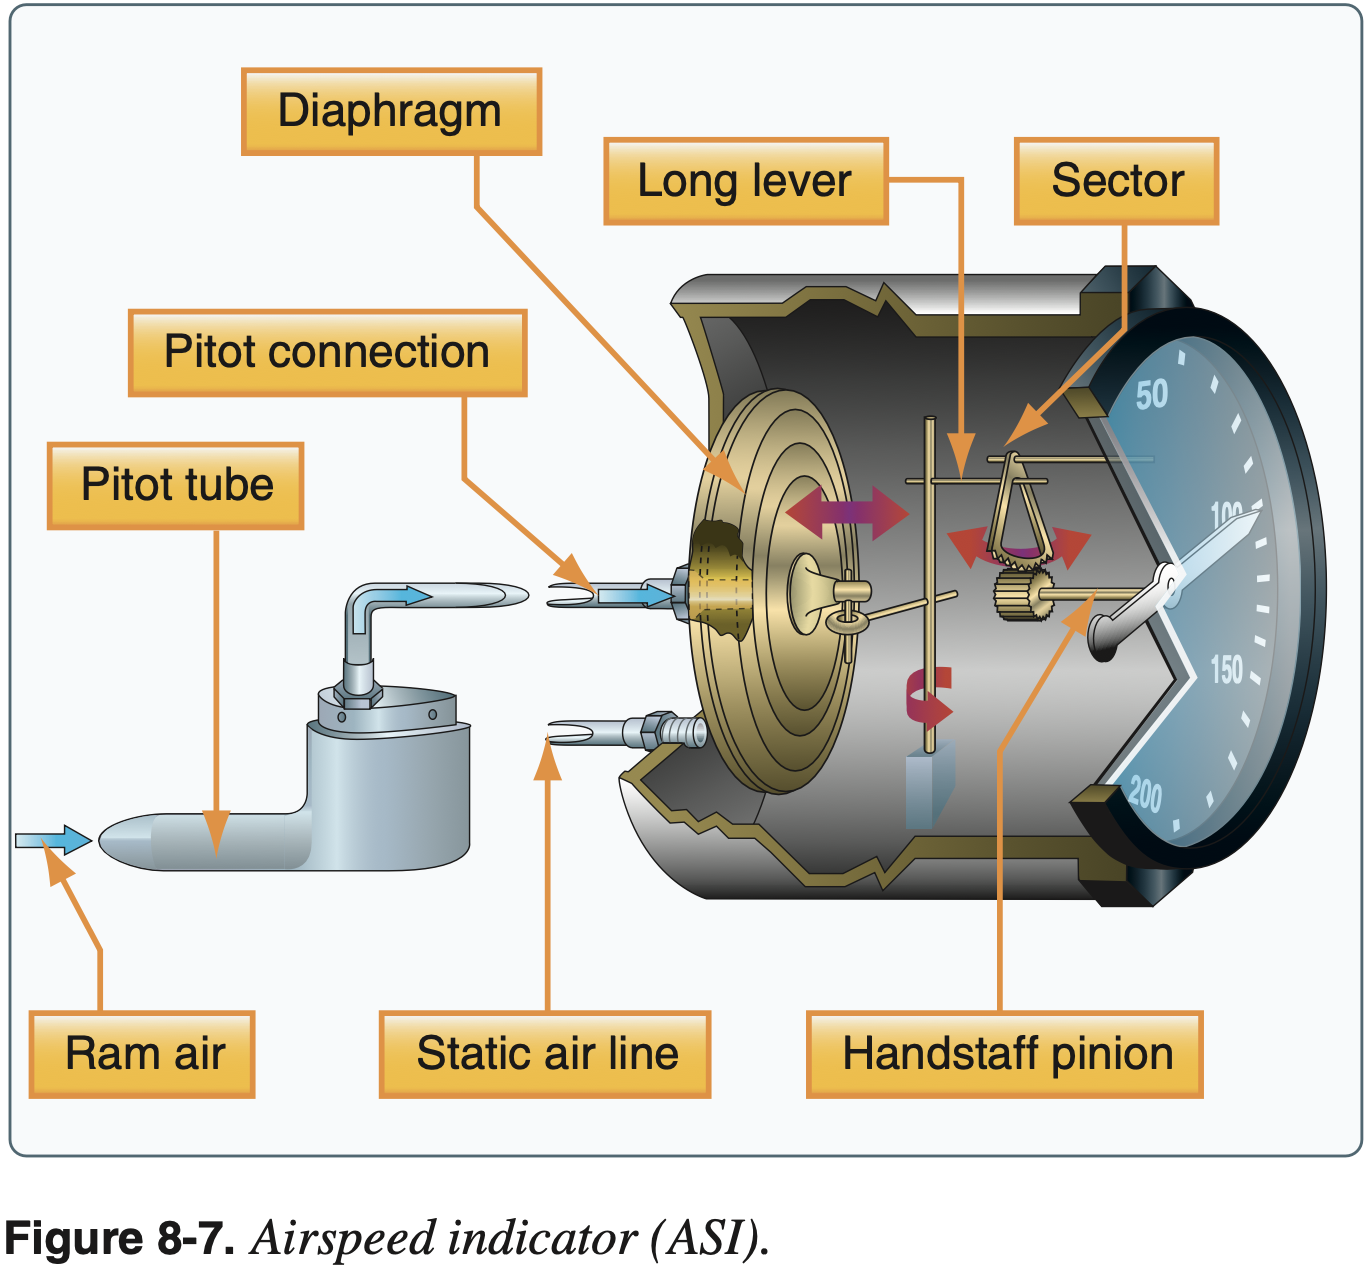 Diaphragm
Long lever
Sector
Pitot connection
Pitot tube
50
100
150
200
Ram air
Static air line
Handstaff pinion
Figure 8-7. Airspeed indicator (ASI).